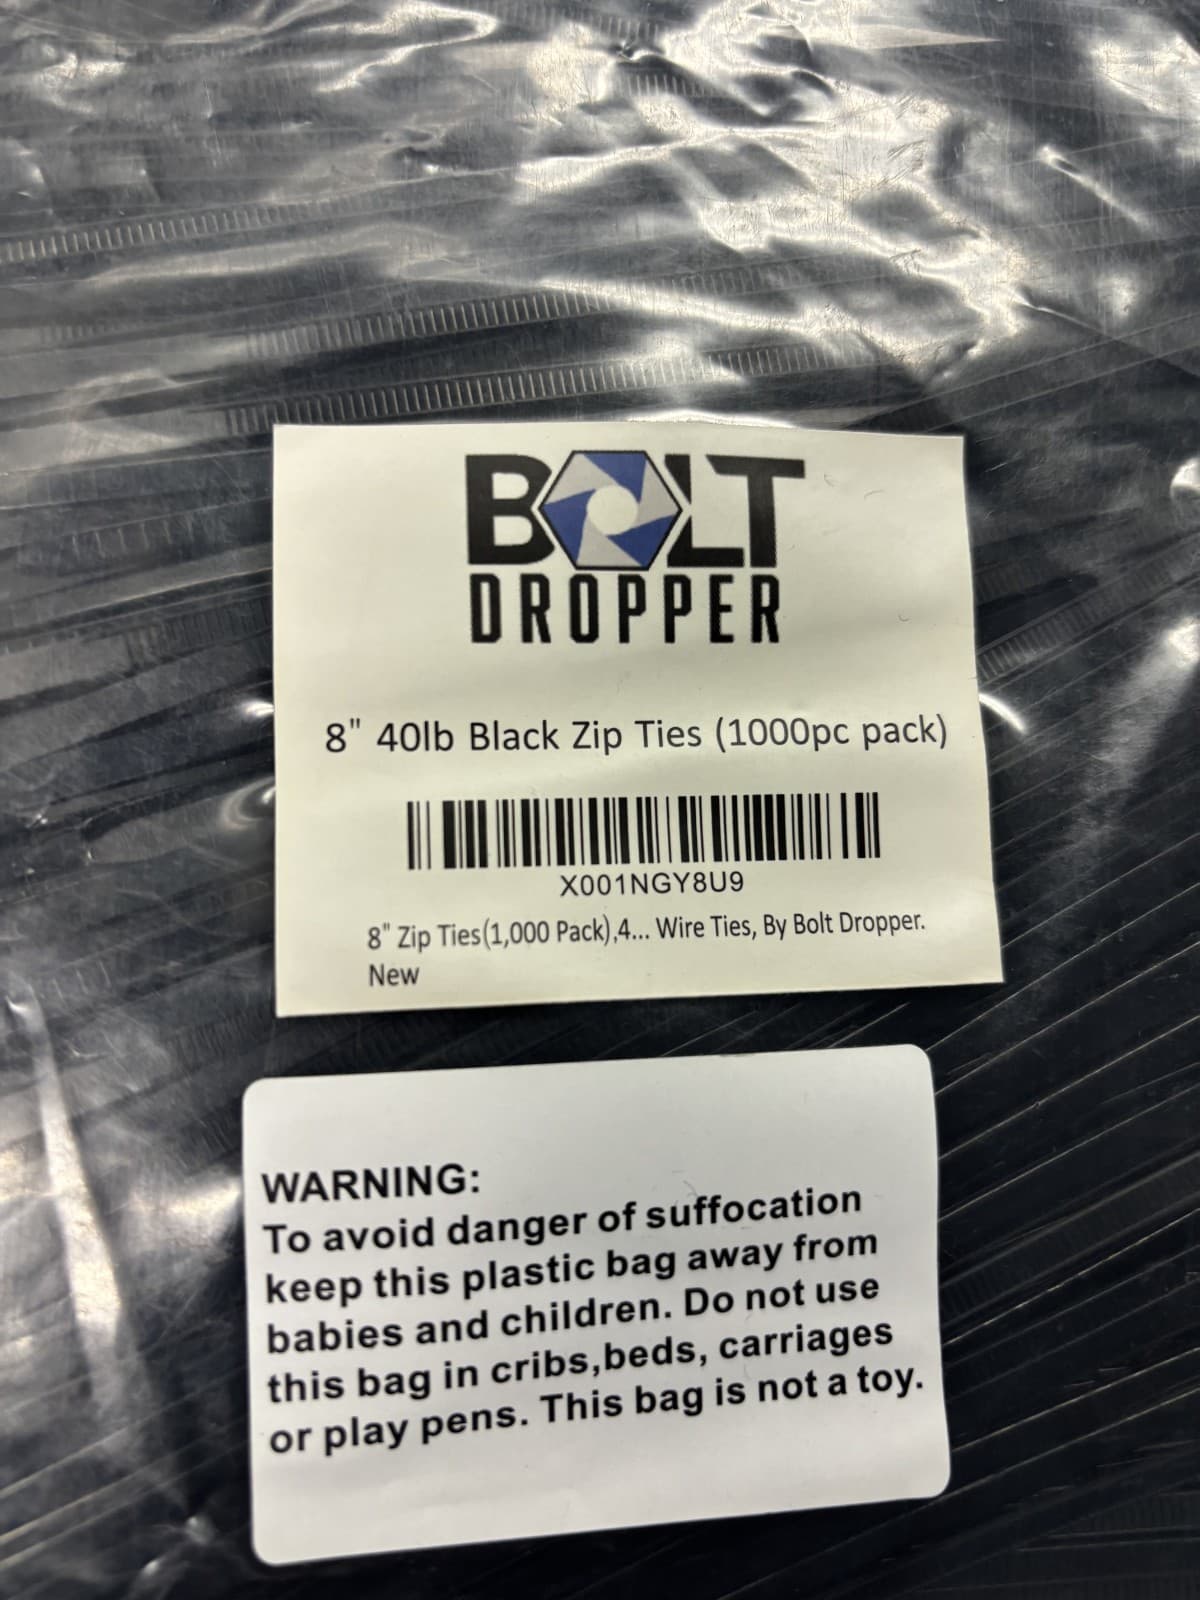 BOLT
DROPPER
8" 40lb Black Zip Ties (1000pc pack)
X001NGY8U9
8" Zip Ties(1,000 Pack),4... Wire Ties, By Bolt Dropper.
New
WARNING:
To avoid danger of suffocation
keep this plastic bag away from
babies and children. Do not use
this bag in cribs,beds, carriages
or play pens. This bag is not a toy.